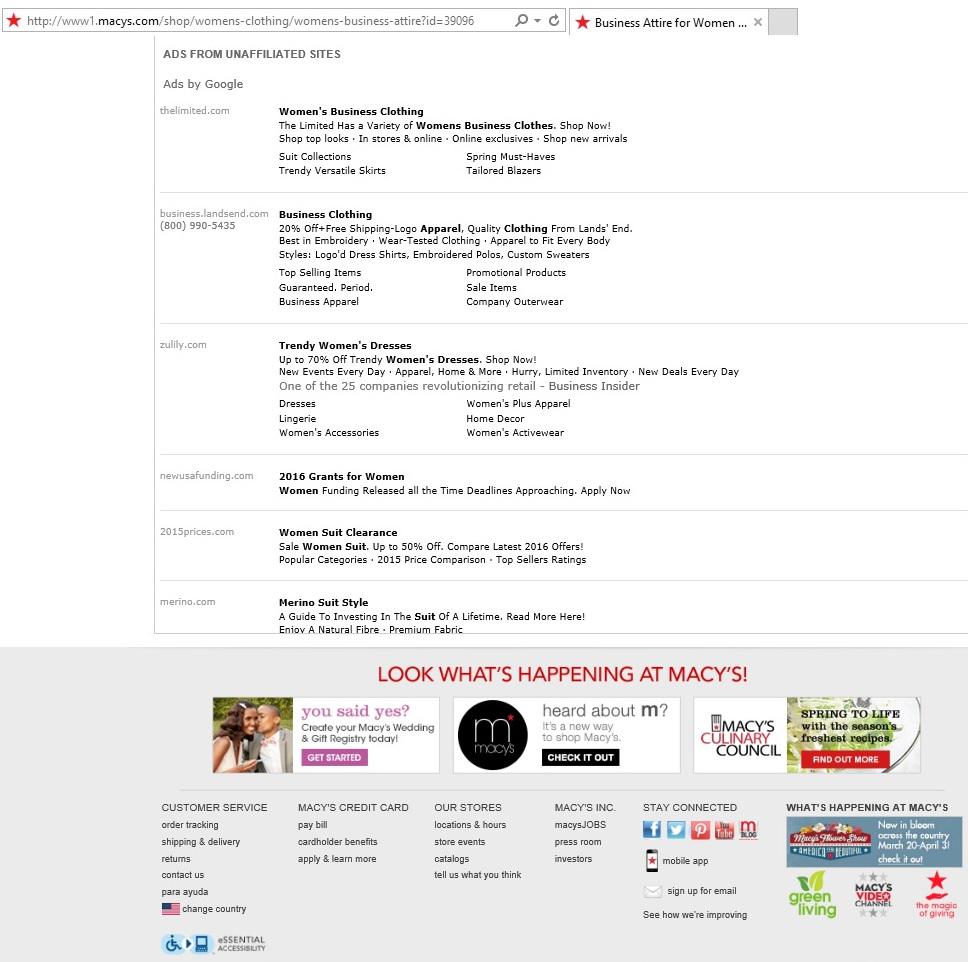 http://www1.macys.com/shop/womens-clothing/womens-business-attire?id=39096
Business Attire for Women ...
ADS FROM UNAFFILIATED SITES
Ads by Google
thelimited.com
Women's Business Clothing
The Limited Has a Variety of Womens Business Clothes. Shop Now!
Shop top looks · In stores & online · Online exclusives · Shop new arrivals
Suit Collections
Spring Must-Haves
Trendy Versatile Skirts
Tailored Blazers
business.landsend.com
(800) 990-5435
Business Clothing
20% Off+Free Shipping-Logo Apparel, Quality Clothing From Lands' End.
Best in Embroidery · Wear-Tested Clothing · Apparel to Fit Every Body
Styles: Logo'd Dress Shirts, Embroidered Polos, Custom Sweaters
Top Selling Items
Promotional Products
Guaranteed. Period.
Sale Items
Business Apparel
Company Outerwear
zulily.com
Trendy Women's Dresses
Up to 70% Off Trendy Women's Dresses. Shop Now!
New Events Every Day · Apparel, Home & More · Hurry, Limited Inventory · New Deals Every Day
One of the 25 companies revolutionizing retail - Business Insider
Dresses
Women's Plus Apparel
Lingerie
Home Decor
Women's Accessories
Women's Activewear
newusafunding.com
2016 Grants for Women
Women Funding Released all the Time Deadlines Approaching. Apply Now
2015prices.com
Women Suit Clearance
Sale Women Suit. Up to 50% Off. Compare Latest 2016 Offers!
Popular Categories · 2015 Price Comparison · Top Sellers Ratings
merino.com
Merino Suit Style
A Guide To Investing In The Suit Of A Lifetime. Read More Here!
Enjoy A Natural Fibre · Premium Fabric
LOOK WHAT'S HAPPENING AT MACY'S!
you said yes?
Create your Macy's Wedding
& Gift Registry Today!
GET STARTED
m
macys
heard about m?
It's a new way
to shop Macy's.
CHECK IT OUT
MACY'S
CULINARY
COUNCIL
SPRING TO LIFE
with the season's
freshest recipes.
FIND OUT MORE
CUSTOMER SERVICE
order tracking
shipping & delivery
returns
contact us
para ayuda
change country
eSSENTIAL
ACCESSIBILITY
MACY'S CREDIT CARD
pay bill
cardholder benefits
apply & learn more
OUR STORES
locations & hours
store events
catalogs
tell us what you think
MACY'S INC.
macysJOBS
press room
investors
STAY CONNECTED
You Tube
m BLOG
mobile app
sign up for email
See how we're improving
WHAT'S HAPPENING AT MACY'S
Macy's Flower Show
AMERICA THE BEAUTIFUL
Now in bloom
across the country
March 20-April 3!
check it out!
green
living
MACY'S
VIDEO
CHANNEL
the magic
of giving